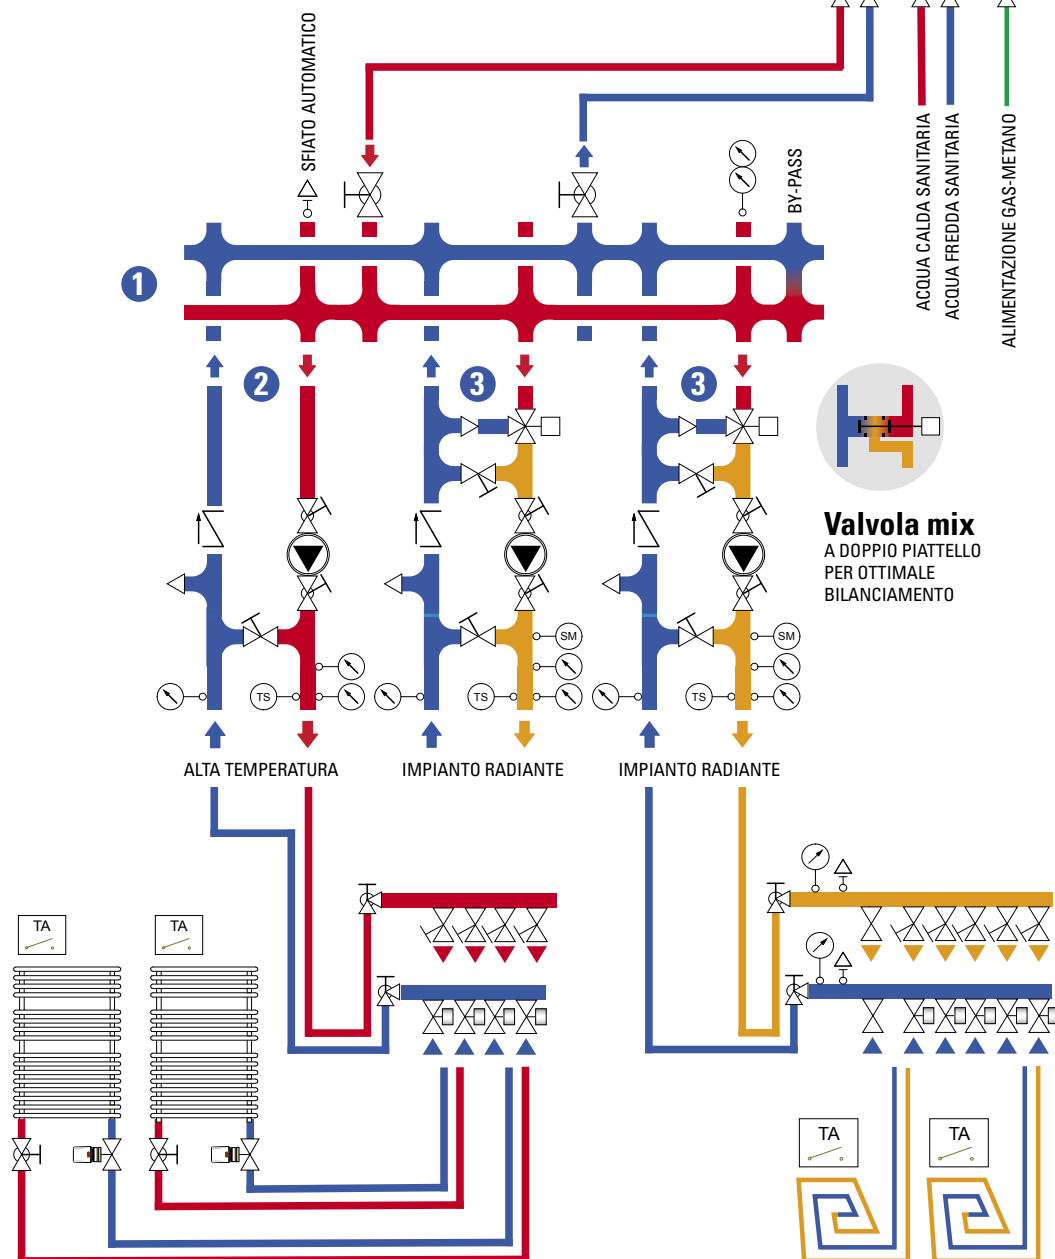 SFIATO AUTOMATICO
BY-PASS
ACQUA CALDA SANITARIA
ACQUA FREDDA SANITARIA
ALIMENTAZIONE GAS-METANO
1
2
3
3
Valvola mix
A DOPPIO PIATTELLO
PER OTTIMALE
BILANCIAMENTO
SM
SM
TS
TS
TS
ALTA TEMPERATURA
IMPIANTO RADIANTE
IMPIANTO RADIANTE
TA
TA
TA
TA